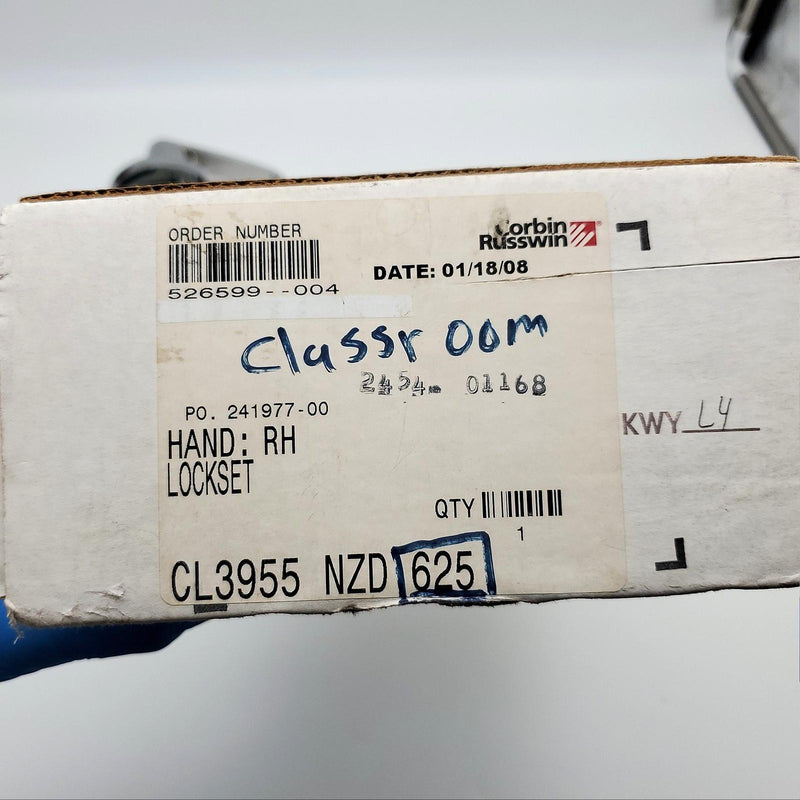 ORDER NUMBER
Corbin
Russwin
DATE: 01/18/08
526599--004
Classroom
2454- 01168
PO. 241977-00
KWY L4
HAND: RH
LOCKSET
QTY
1
CL3955 NZD 625